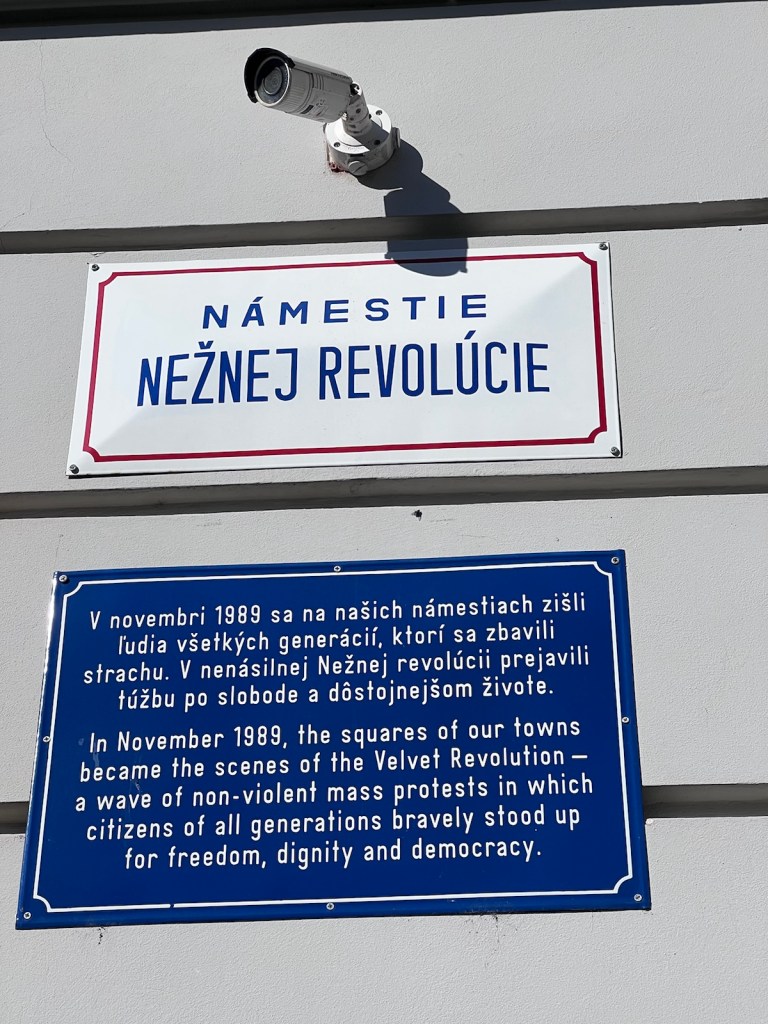 NÁMESTIE
NEŽNEJ REVOLÚCIE
V novembri 1989 sa na našich námestiach zišli
ľudia všetkých generácií, ktorí sa zbavili
strachu. V nenásilnej Nežnej revolúcii prejavili
túžbu po slobode a dôstojnejšom živote.
In November 1989, the squares of our towns
became the scenes of the Velvet Revolution –
a wave of non-violent mass protests in which
citizens of all generations bravely stood up
for freedom, dignity and democracy.